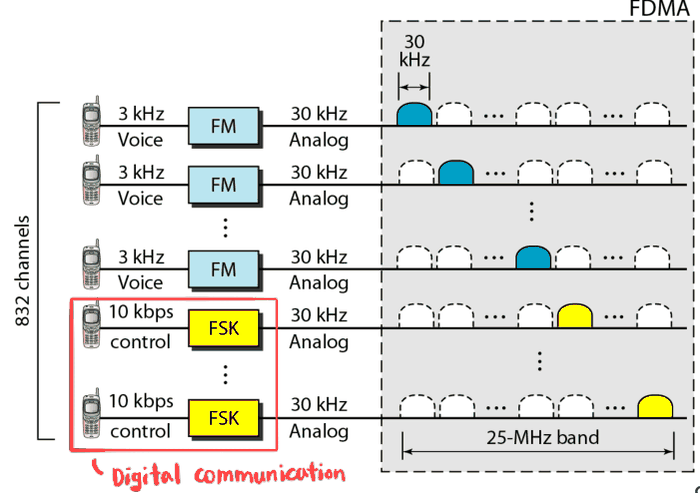 FDMA
30
kHz
3 kHz
Voice
FM
30 kHz
Analog
...
...
3 kHz
Voice
FM
30 kHz
Analog
...
...
...
...
3 kHz
Voice
FM
30 kHz
Analog
...
...
832 channels
10 kbps
control
FSK
30 kHz
Analog
...
...
...
...
10 kbps
control
FSK
30 kHz
Analog
...
...
25-MHz band
Digital communication